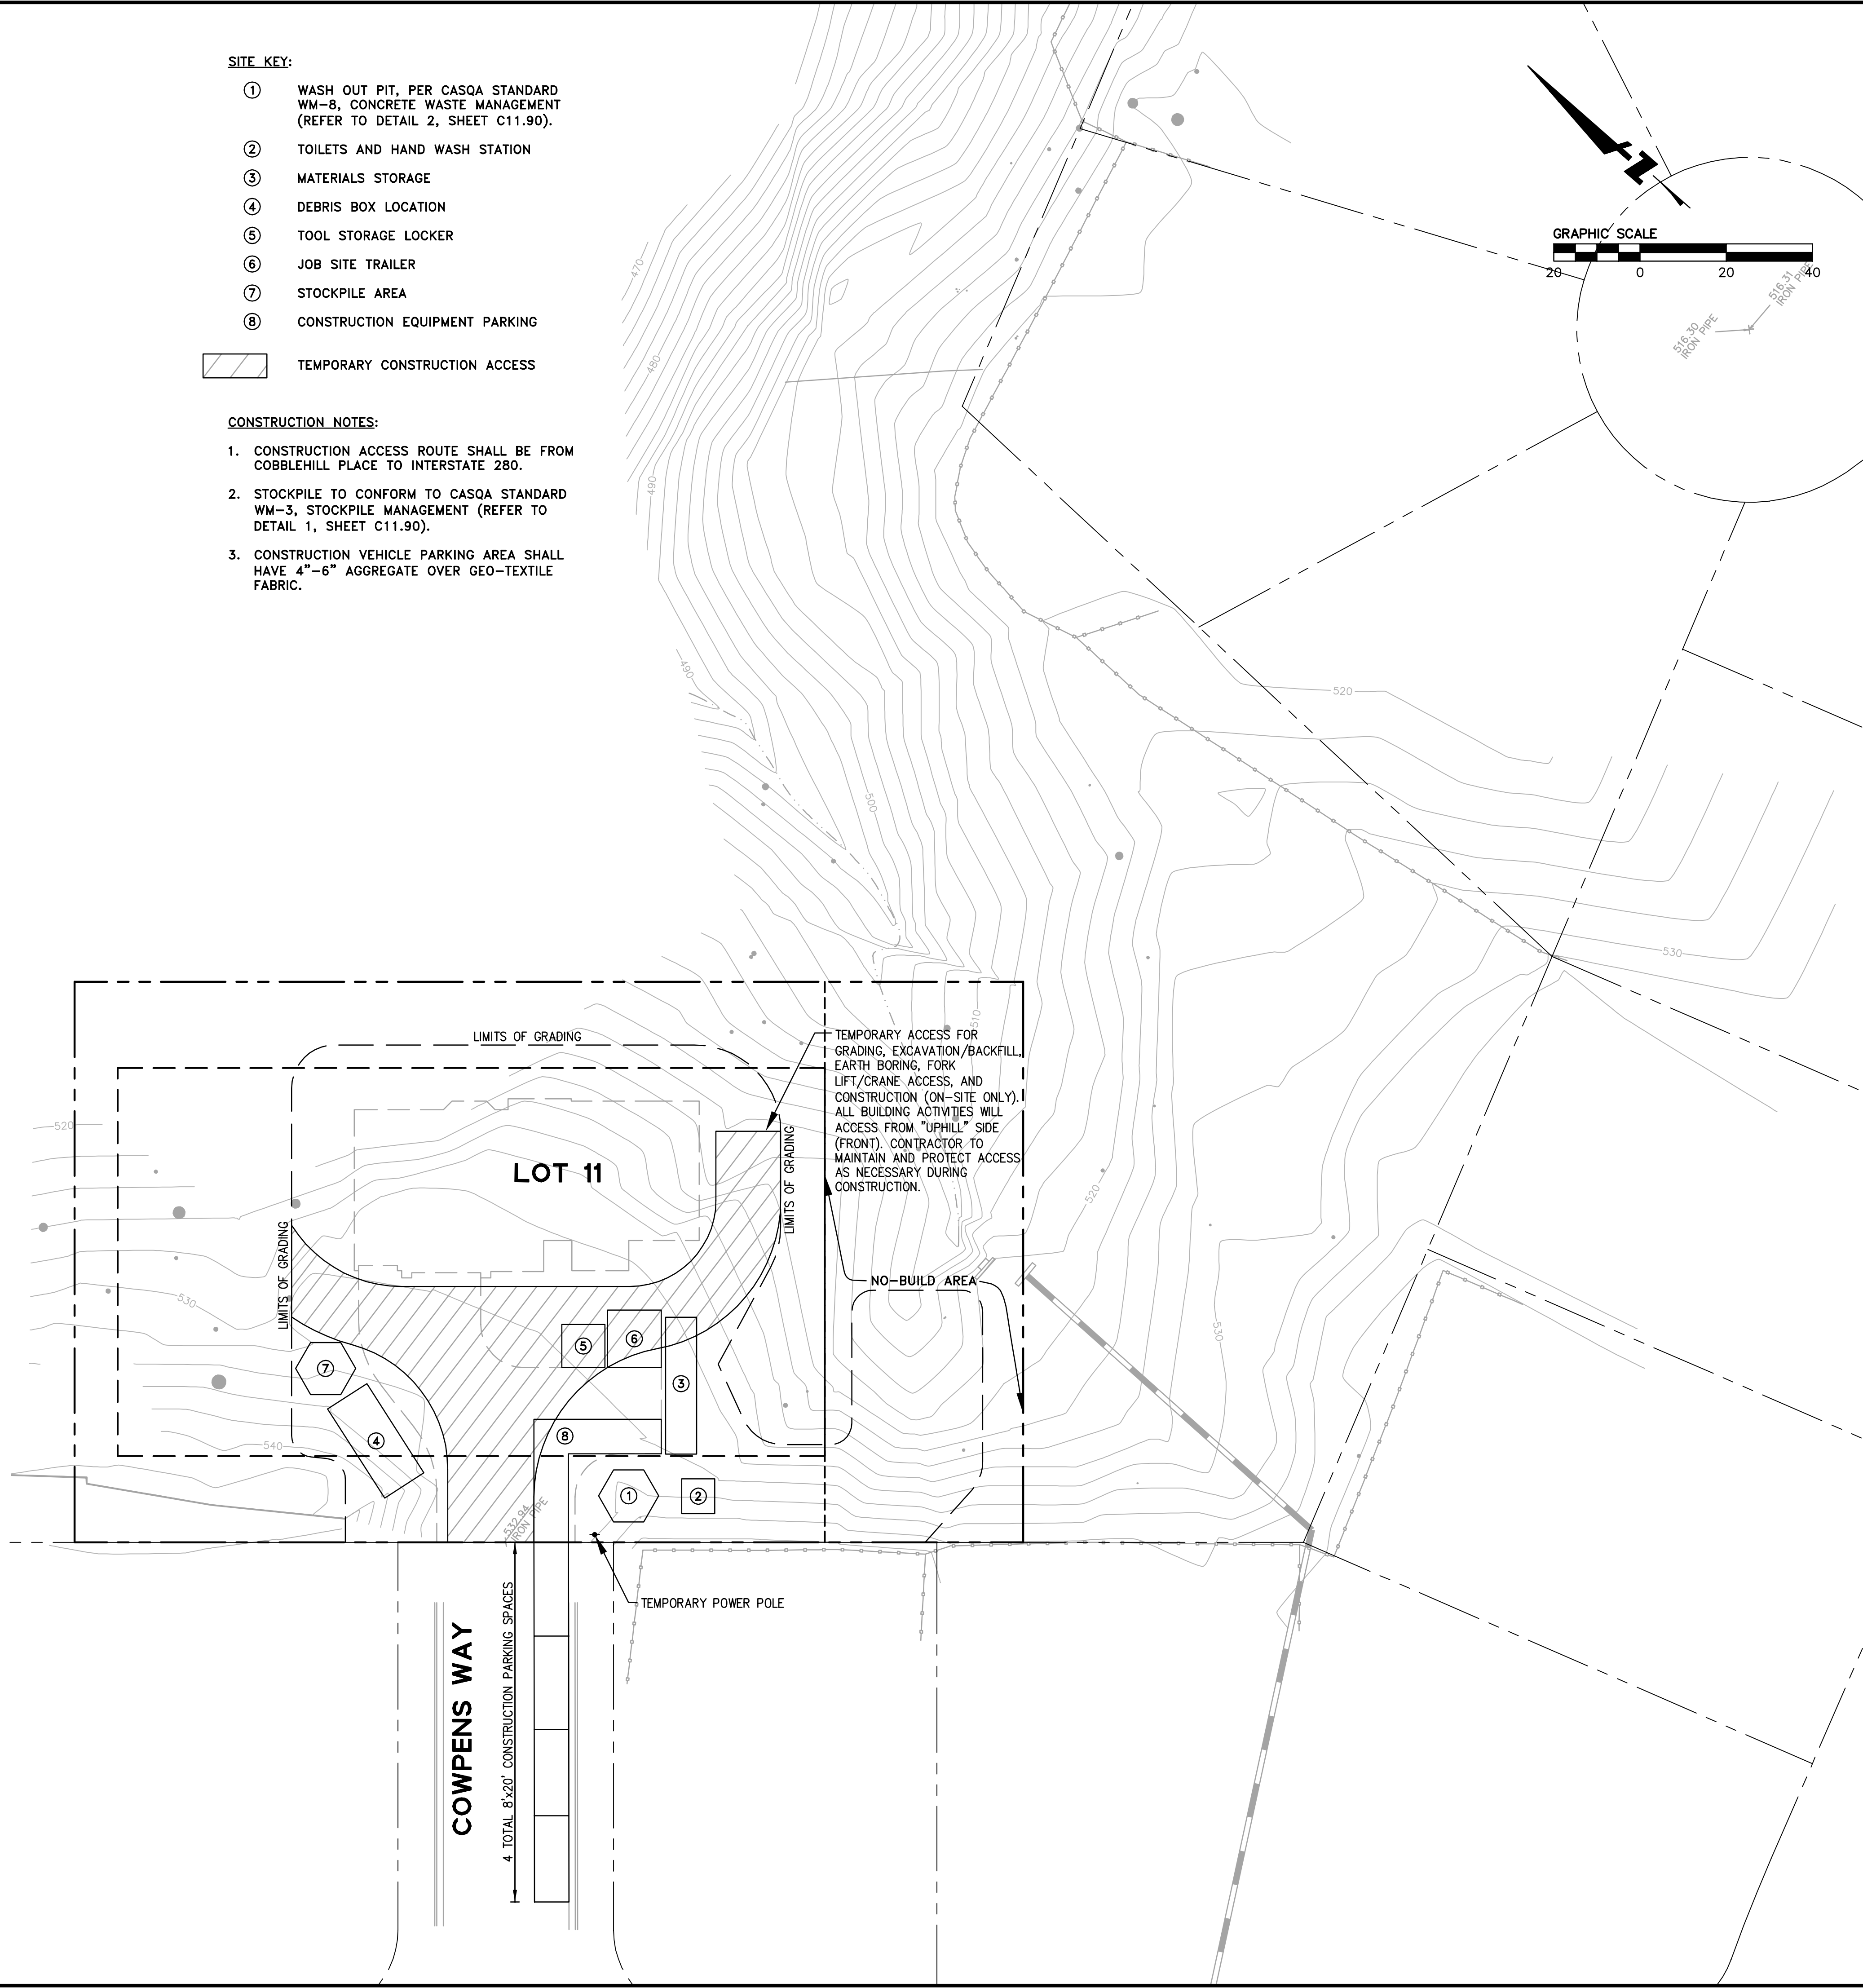 SITE KEY:
1 WASH OUT PIT, PER CASQA STANDARD
WM-8, CONCRETE WASTE MANAGEMENT
(REFER TO DETAIL 2, SHEET C11.90).
2 TOILETS AND HAND WASH STATION
3 MATERIALS STORAGE
4 DEBRIS BOX LOCATION
5 TOOL STORAGE LOCKER
6 JOB SITE TRAILER
7 STOCKPILE AREA
8 CONSTRUCTION EQUIPMENT PARKING
TEMPORARY CONSTRUCTION ACCESS
CONSTRUCTION NOTES:
1. CONSTRUCTION ACCESS ROUTE SHALL BE FROM
COBBLEHILL PLACE TO INTERSTATE 280.
2. STOCKPILE TO CONFORM TO CASQA STANDARD
WM-3, STOCKPILE MANAGEMENT (REFER TO
DETAIL 1, SHEET C11.90).
3. CONSTRUCTION VEHICLE PARKING AREA SHALL
HAVE 4"-6" AGGREGATE OVER GEO-TEXTILE
FABRIC.
N
GRAPHIC SCALE
20 0 20 40
516.31
IRON PIPE
516.30
IRON PIPE
470
480
490
490
500
520
530
510
520
530
LIMITS OF GRADING
TEMPORARY ACCESS FOR
GRADING, EXCAVATION/BACKFILL,
EARTH BORING, FORK
LIFT/CRANE ACCESS, AND
CONSTRUCTION (ON-SITE ONLY).
ALL BUILDING ACTIVITIES WILL
ACCESS FROM "UPHILL" SIDE
(FRONT). CONTRACTOR TO
MAINTAIN AND PROTECT ACCESS
AS NECESSARY DURING
CONSTRUCTION.
520
LOT 11
LIMITS OF GRADING
LIMITS OF GRADING
NO-BUILD AREA
530
540
7
5
6
3
4
8
1
2
532.94
IRON PIPE
TEMPORARY POWER POLE
COWPENS WAY
4 TOTAL 8'x20' CONSTRUCTION PARKING SPACES